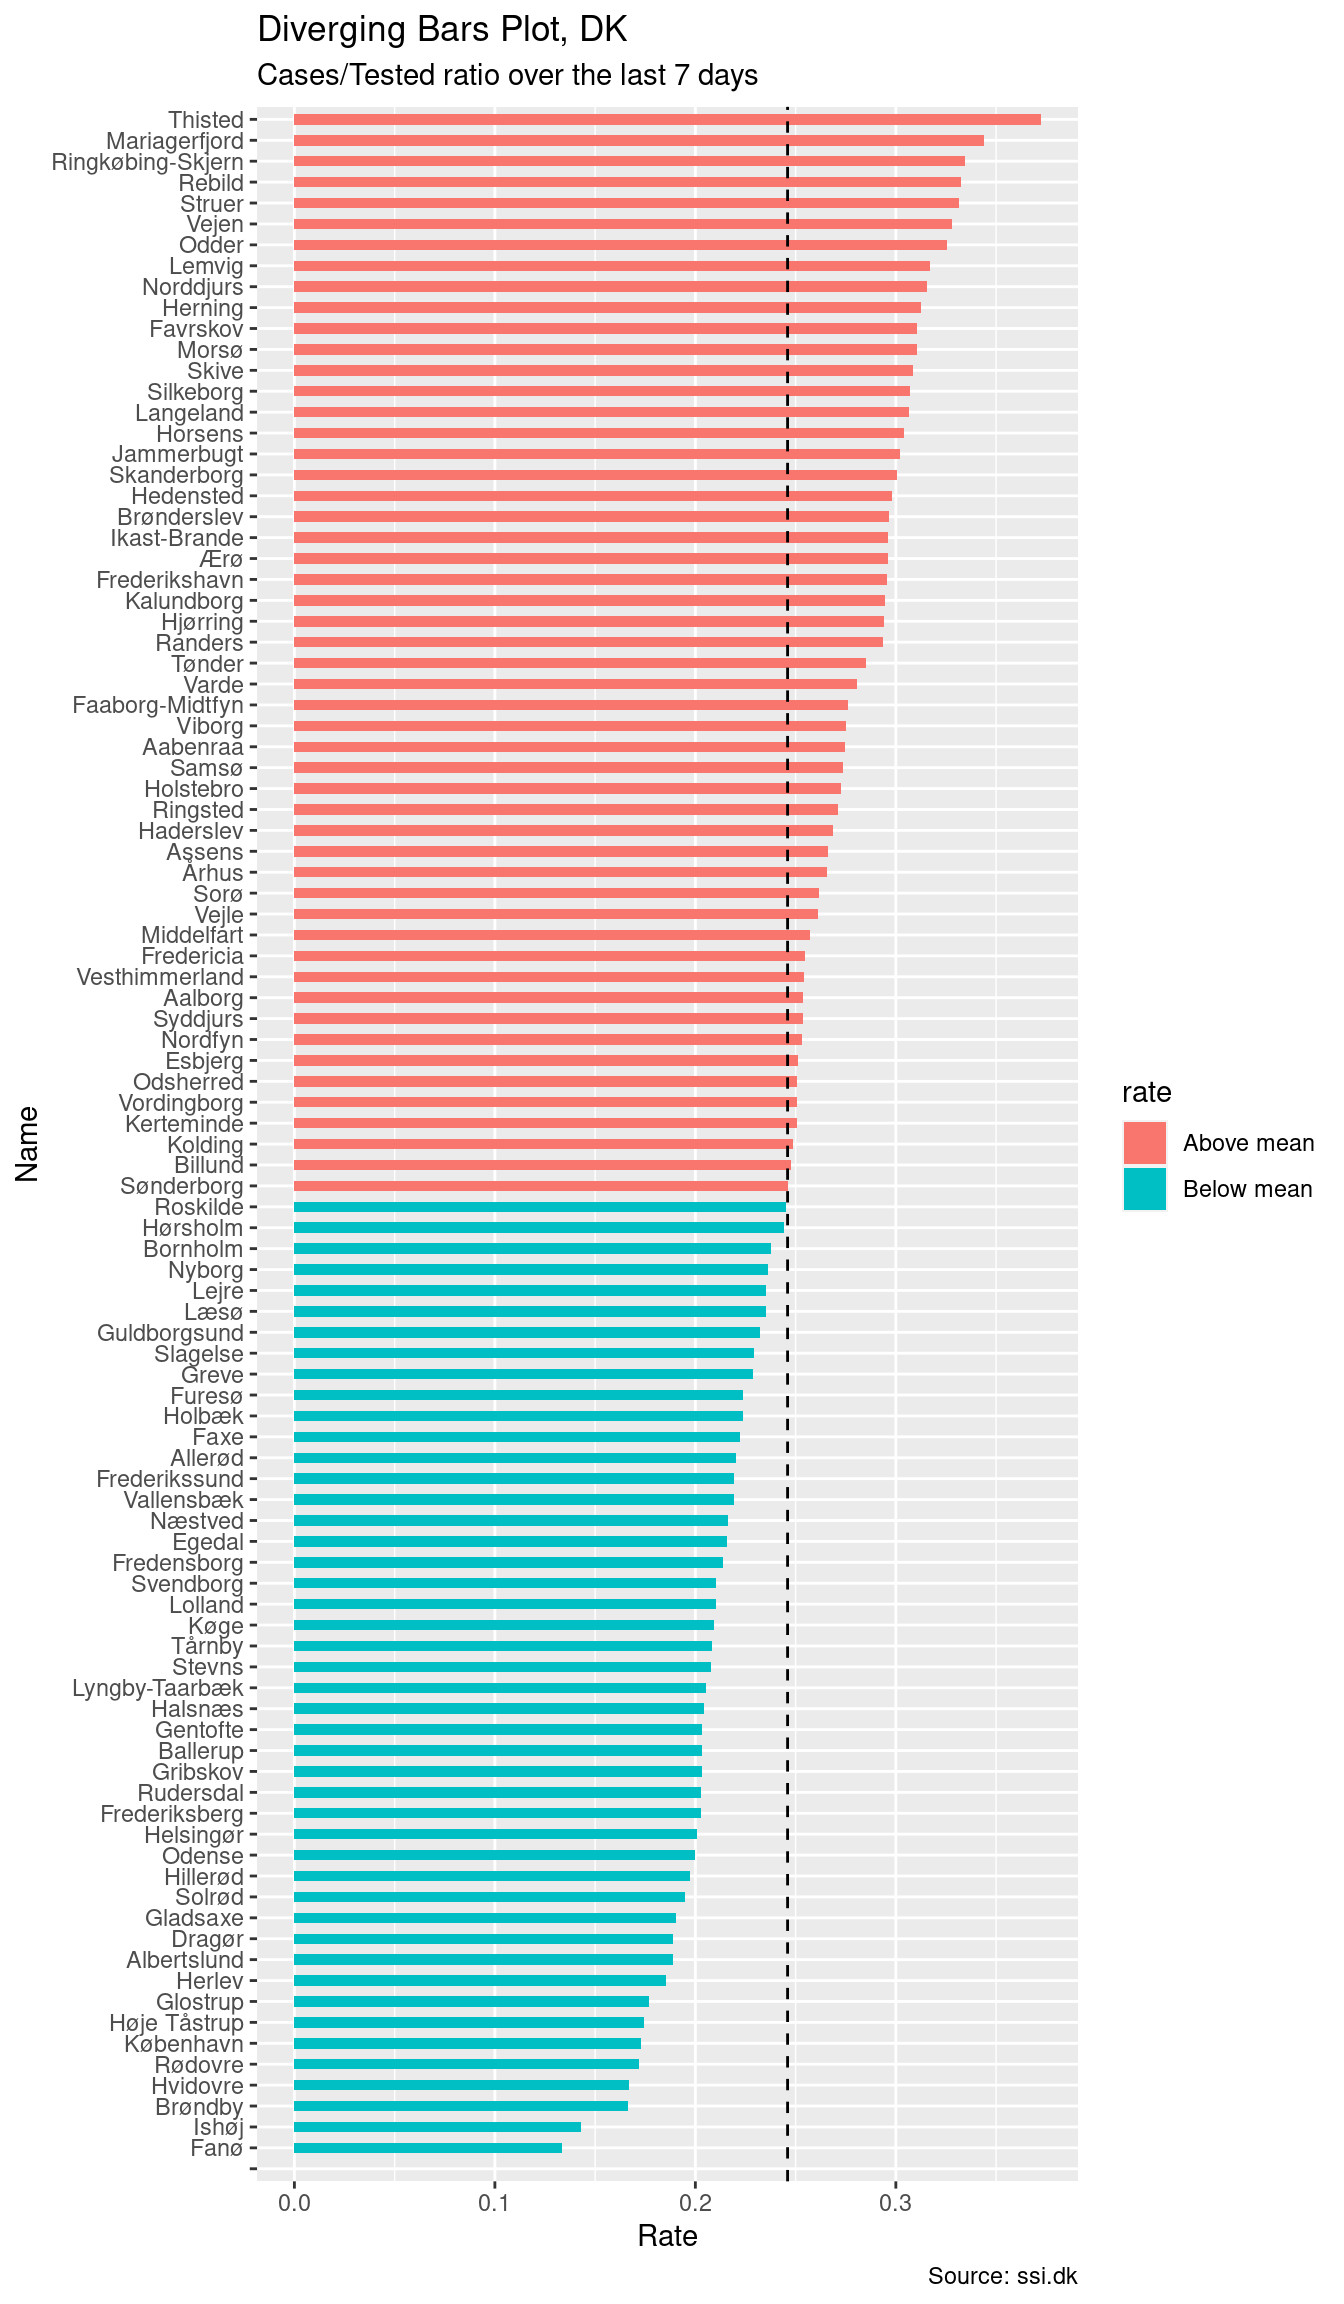 Diverging Bars Plot, DK
Cases/Tested ratio over the last 7 days
Thisted
Mariagerfjord
Ringkøbing-Skjern
Rebild
Struer
Vejen
Odder
Lemvig
Norddjurs
Herning
Favrskov
Morsø
Skive
Silkeborg
Langeland
Horsens
Jammerbugt
Skanderborg
Hedensted
Brønderslev
Ikast-Brande
Ærø
Frederikshavn
Kalundborg
Hjørring
Randers
Tønder
Varde
Faaborg-Midtfyn
Viborg
Aabenraa
Samsø
Holstebro
Ringsted
Haderslev
Assens
Århus
Sorø
Vejle
Middelfart
Fredericia
Vesthimmerland
Aalborg
Syddjurs
Nordfyn
Esbjerg
Odsherred
Vordingborg
Kerteminde
Kolding
Billund
Sønderborg
Roskilde
Hørsholm
Bornholm
Nyborg
Lejre
Læsø
Guldborgsund
Slagelse
Greve
Furesø
Holbæk
Faxe
Allerød
Frederikssund
Vallensbæk
Næstved
Egedal
Fredensborg
Svendborg
Lolland
Køge
Tårnby
Stevns
Lyngby-Taarbæk
Halsnæs
Gentofte
Ballerup
Gribskov
Rudersdal
Frederiksberg
Helsingør
Odense
Hillerød
Solrød
Gladsaxe
Dragør
Albertslund
Herlev
Glostrup
Høje Tåstrup
København
Rødovre
Hvidovre
Brøndby
Ishøj
Fanø
Name
0.0 0.1 0.2 0.3
Rate
rate
Above mean
Below mean
Source: ssi.dk